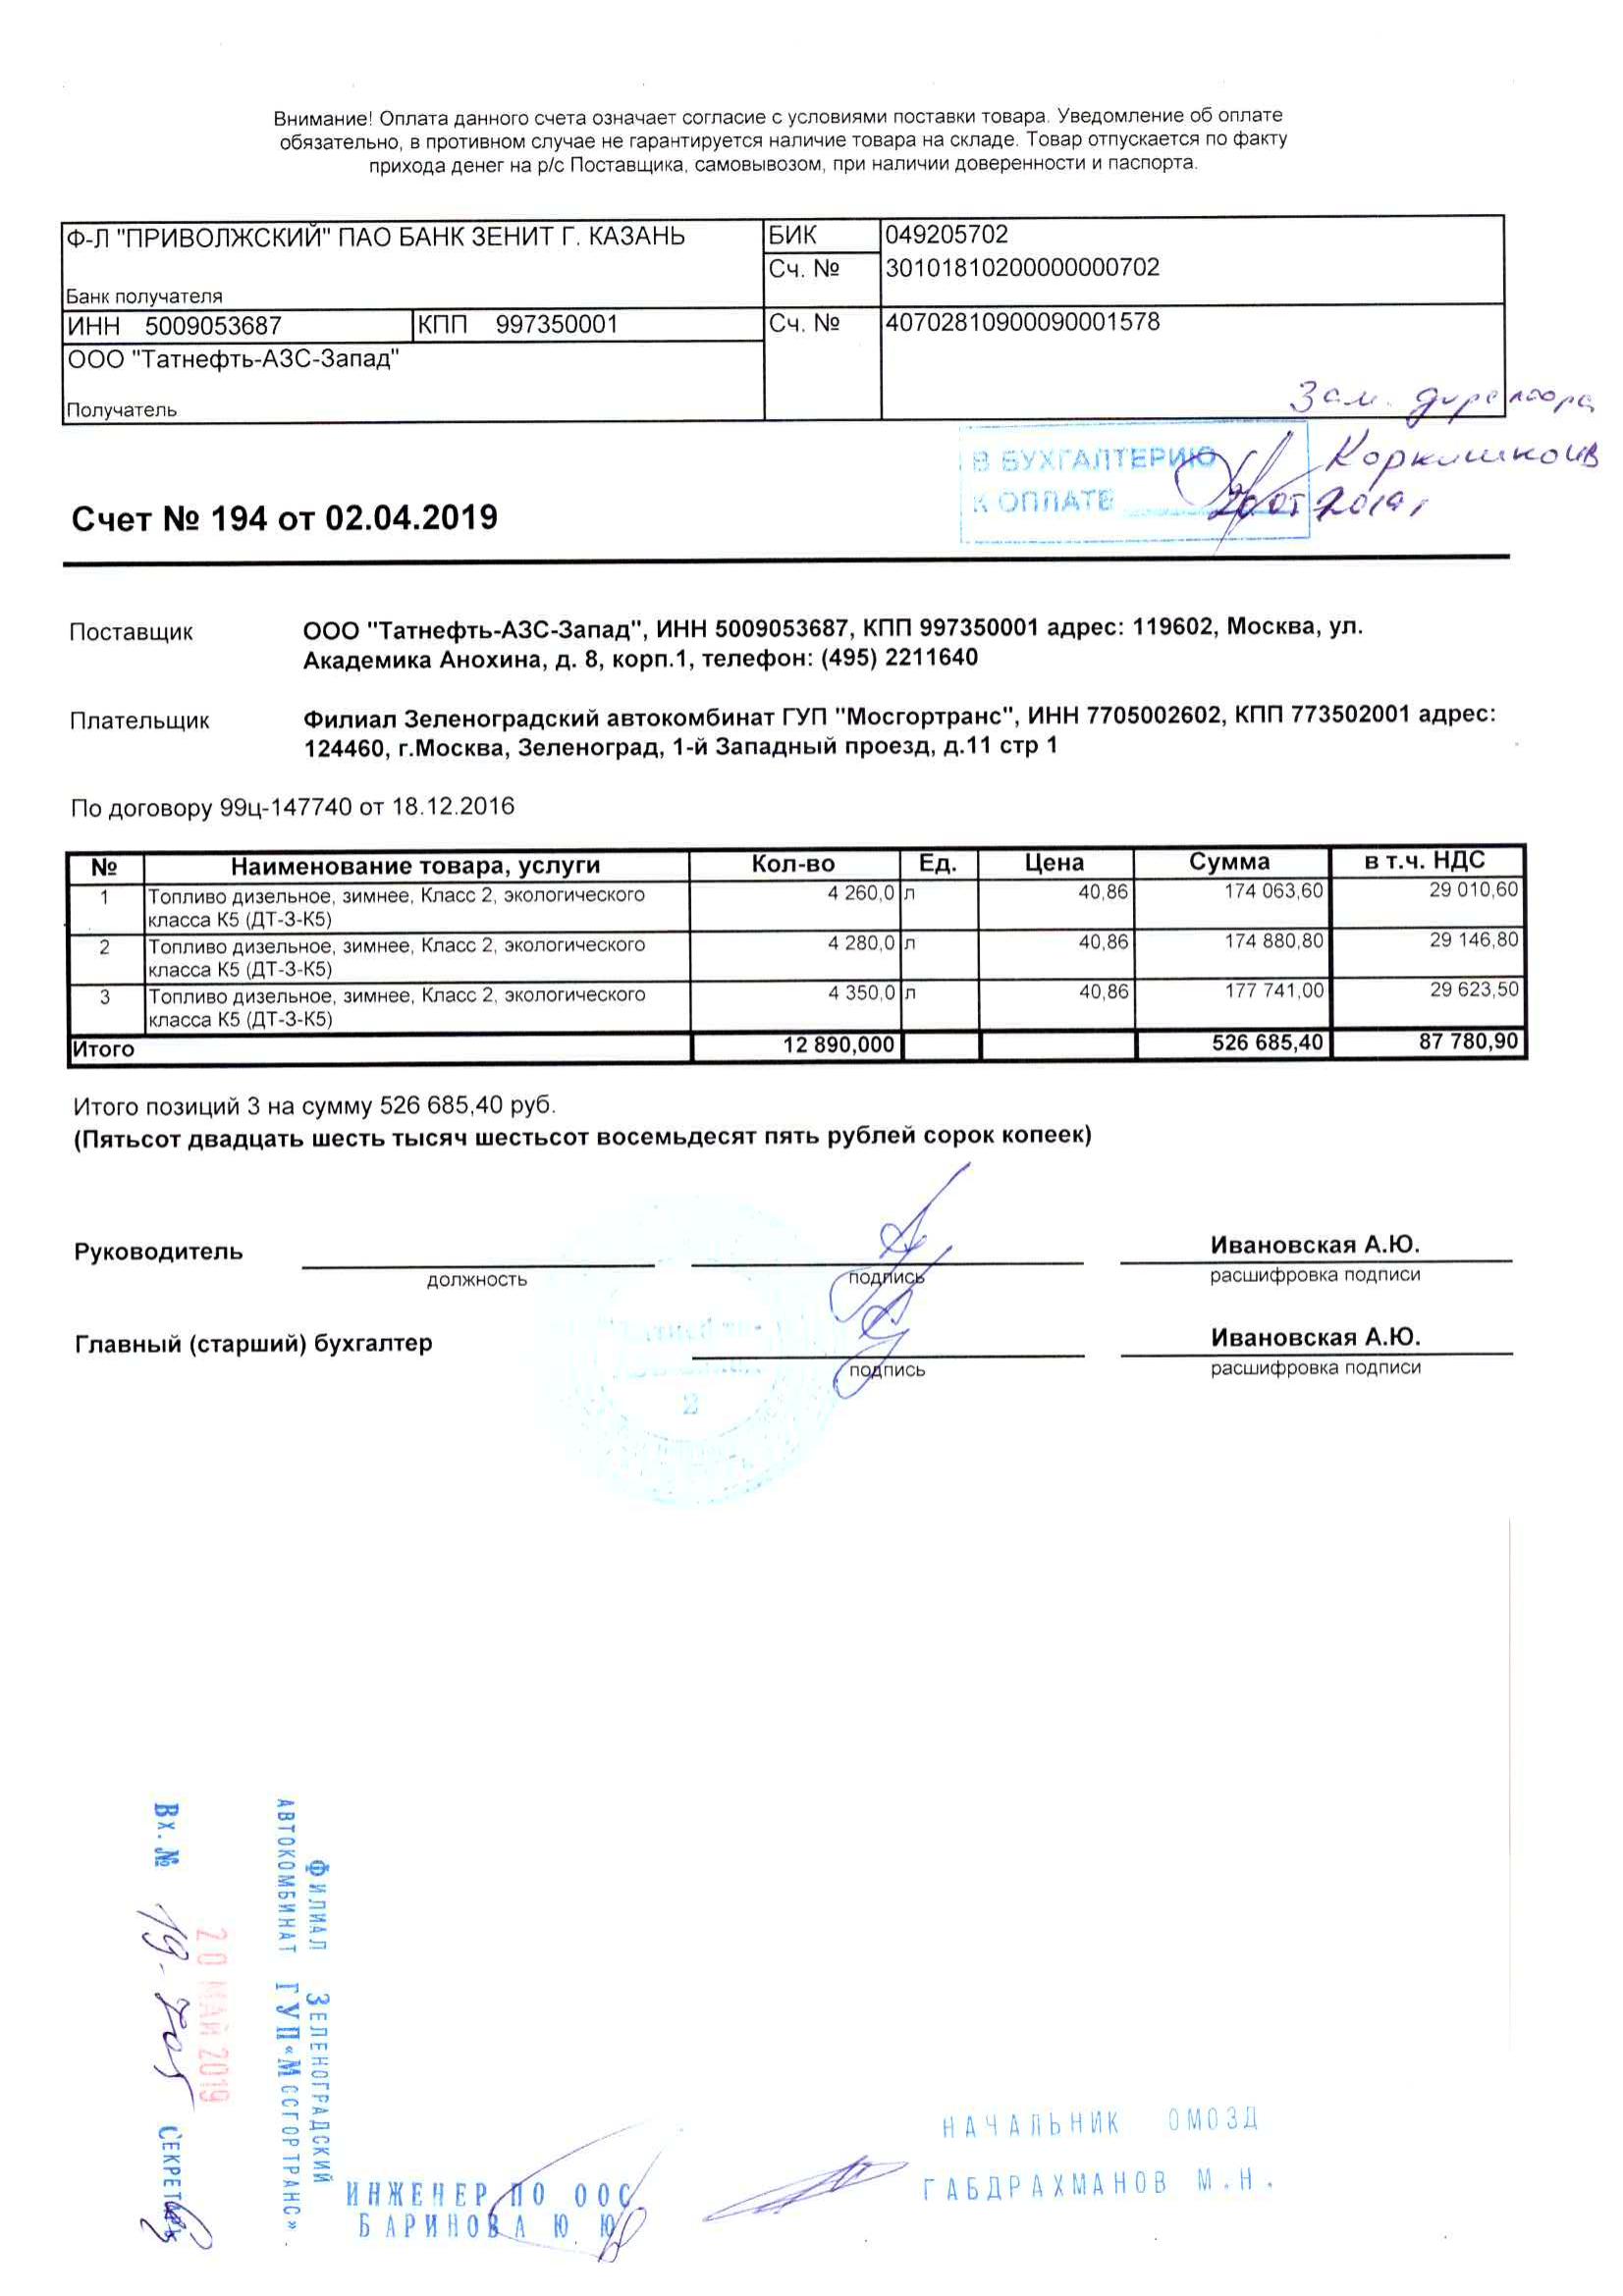 Внимание! Оплата данного счета означает согласие с условиями поставки товара. Уведомление об оплате
обязательно, в противном случае не гарантируется наличие товара на складе. Товар отпускается по факту
прихода денег на р/с Поставщика, самовывозом, при наличии доверенности и паспорта.
Ф-Л "ПРИВОЛЖСКИЙ" ПАО БАНК ЗЕНИТ Г. КАЗАНЬ БИК 049205702
Сч. № 30101810200000000702
Банк получателя
ИНН 5009053687 КПП 997350001 Сч. № 40702810900090001578
ООО "Татнефть-АЗС-Запад"
Получатель
Зам. директора
В БУХГАЛТЕРИЮ
К ОПЛАТЕ
2019г
Счет № 194 от 02.04.2019
Поставщик ООО "Татнефть-АЗС-Запад", ИНН 5009053687, КПП 997350001 адрес: 119602, Москва, ул.
Академика Анохина, д. 8, корп.1, телефон: (495) 2211640
Плательщик Филиал Зеленоградский автокомбинат ГУП "Мосгортранс", ИНН 7705002602, КПП 773502001 адрес:
124460, г.Москва, Зеленоград, 1-й Западный проезд, д.11 стр 1
По договору 99ц-147740 от 18.12.2016
№ Наименование товара, услуги Кол-во Ед. Цена Сумма в т.ч. НДС
1 Топливо дизельное, зимнее, Класс 2, экологического 4 260,0 л 40,86 174 063,60 29 010,60
класса К5 (ДТ-З-К5)
2 Топливо дизельное, зимнее, Класс 2, экологического 4 280,0 л 40,86 174 880,80 29 146,80
класса К5 (ДТ-З-К5)
3 Топливо дизельное, зимнее, Класс 2, экологического 4 350,0 л 40,86 177 741,00 29 623,50
класса К5 (ДТ-З-К5)
Итого 12 890,000 526 685,40 87 780,90
Итого позиций 3 на сумму 526 685,40 руб.
(Пятьсот двадцать шесть тысяч шестьсот восемьдесят пять рублей сорок копеек)
Руководитель Ивановская А.Ю.
должность подпись расшифровка подписи
Главный (старший) бухгалтер Ивановская А.Ю.
подпись расшифровка подписи
2
ФИЛИАЛ ЗЕЛЕНОГРАДСКИЙ
АВТОКОМБИНАТ ГУП «МОСГОРТРАНС»
20 МАЙ 2019
Вх. № 19-705 СЕКРЕТАРЬ
НАЧАЛЬНИК ОМОЗД
ГАБДРАХМАНОВ М.Н.
ИНЖЕНЕР ПО ООС
БАРИНОВА Ю Ю